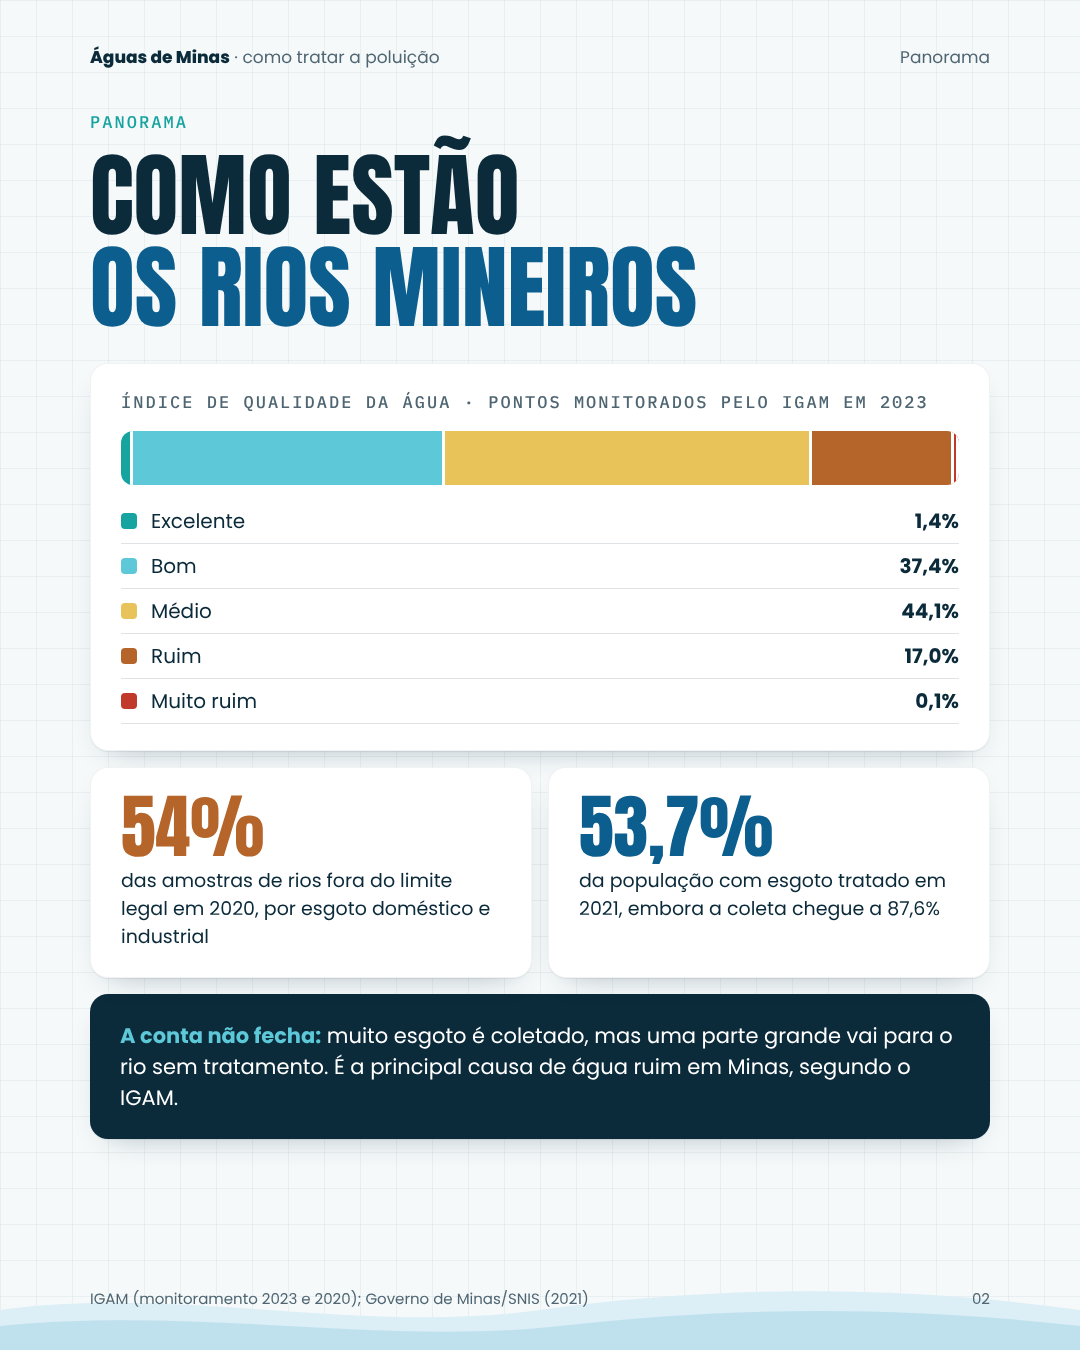 Águas de Minas · como tratar a poluição
Panorama
PANORAMA
COMO ESTÃO
OS RIOS MINEIROS
ÍNDICE DE QUALIDADE DA ÁGUA · PONTOS MONITORADOS PELO IGAM EM 2023
Excelente 1,4%
Bom 37,4%
Médio 44,1%
Ruim 17,0%
Muito ruim 0,1%
54%
das amostras de rios fora do limite
legal em 2020, por esgoto doméstico e
industrial
53,7%
da população com esgoto tratado em
2021, embora a coleta chegue a 87,6%
A conta não fecha: muito esgoto é coletado, mas uma parte grande vai para o
rio sem tratamento. É a principal causa de água ruim em Minas, segundo o
IGAM.
IGAM (monitoramento 2023 e 2020); Governo de Minas/SNIS (2021)
02